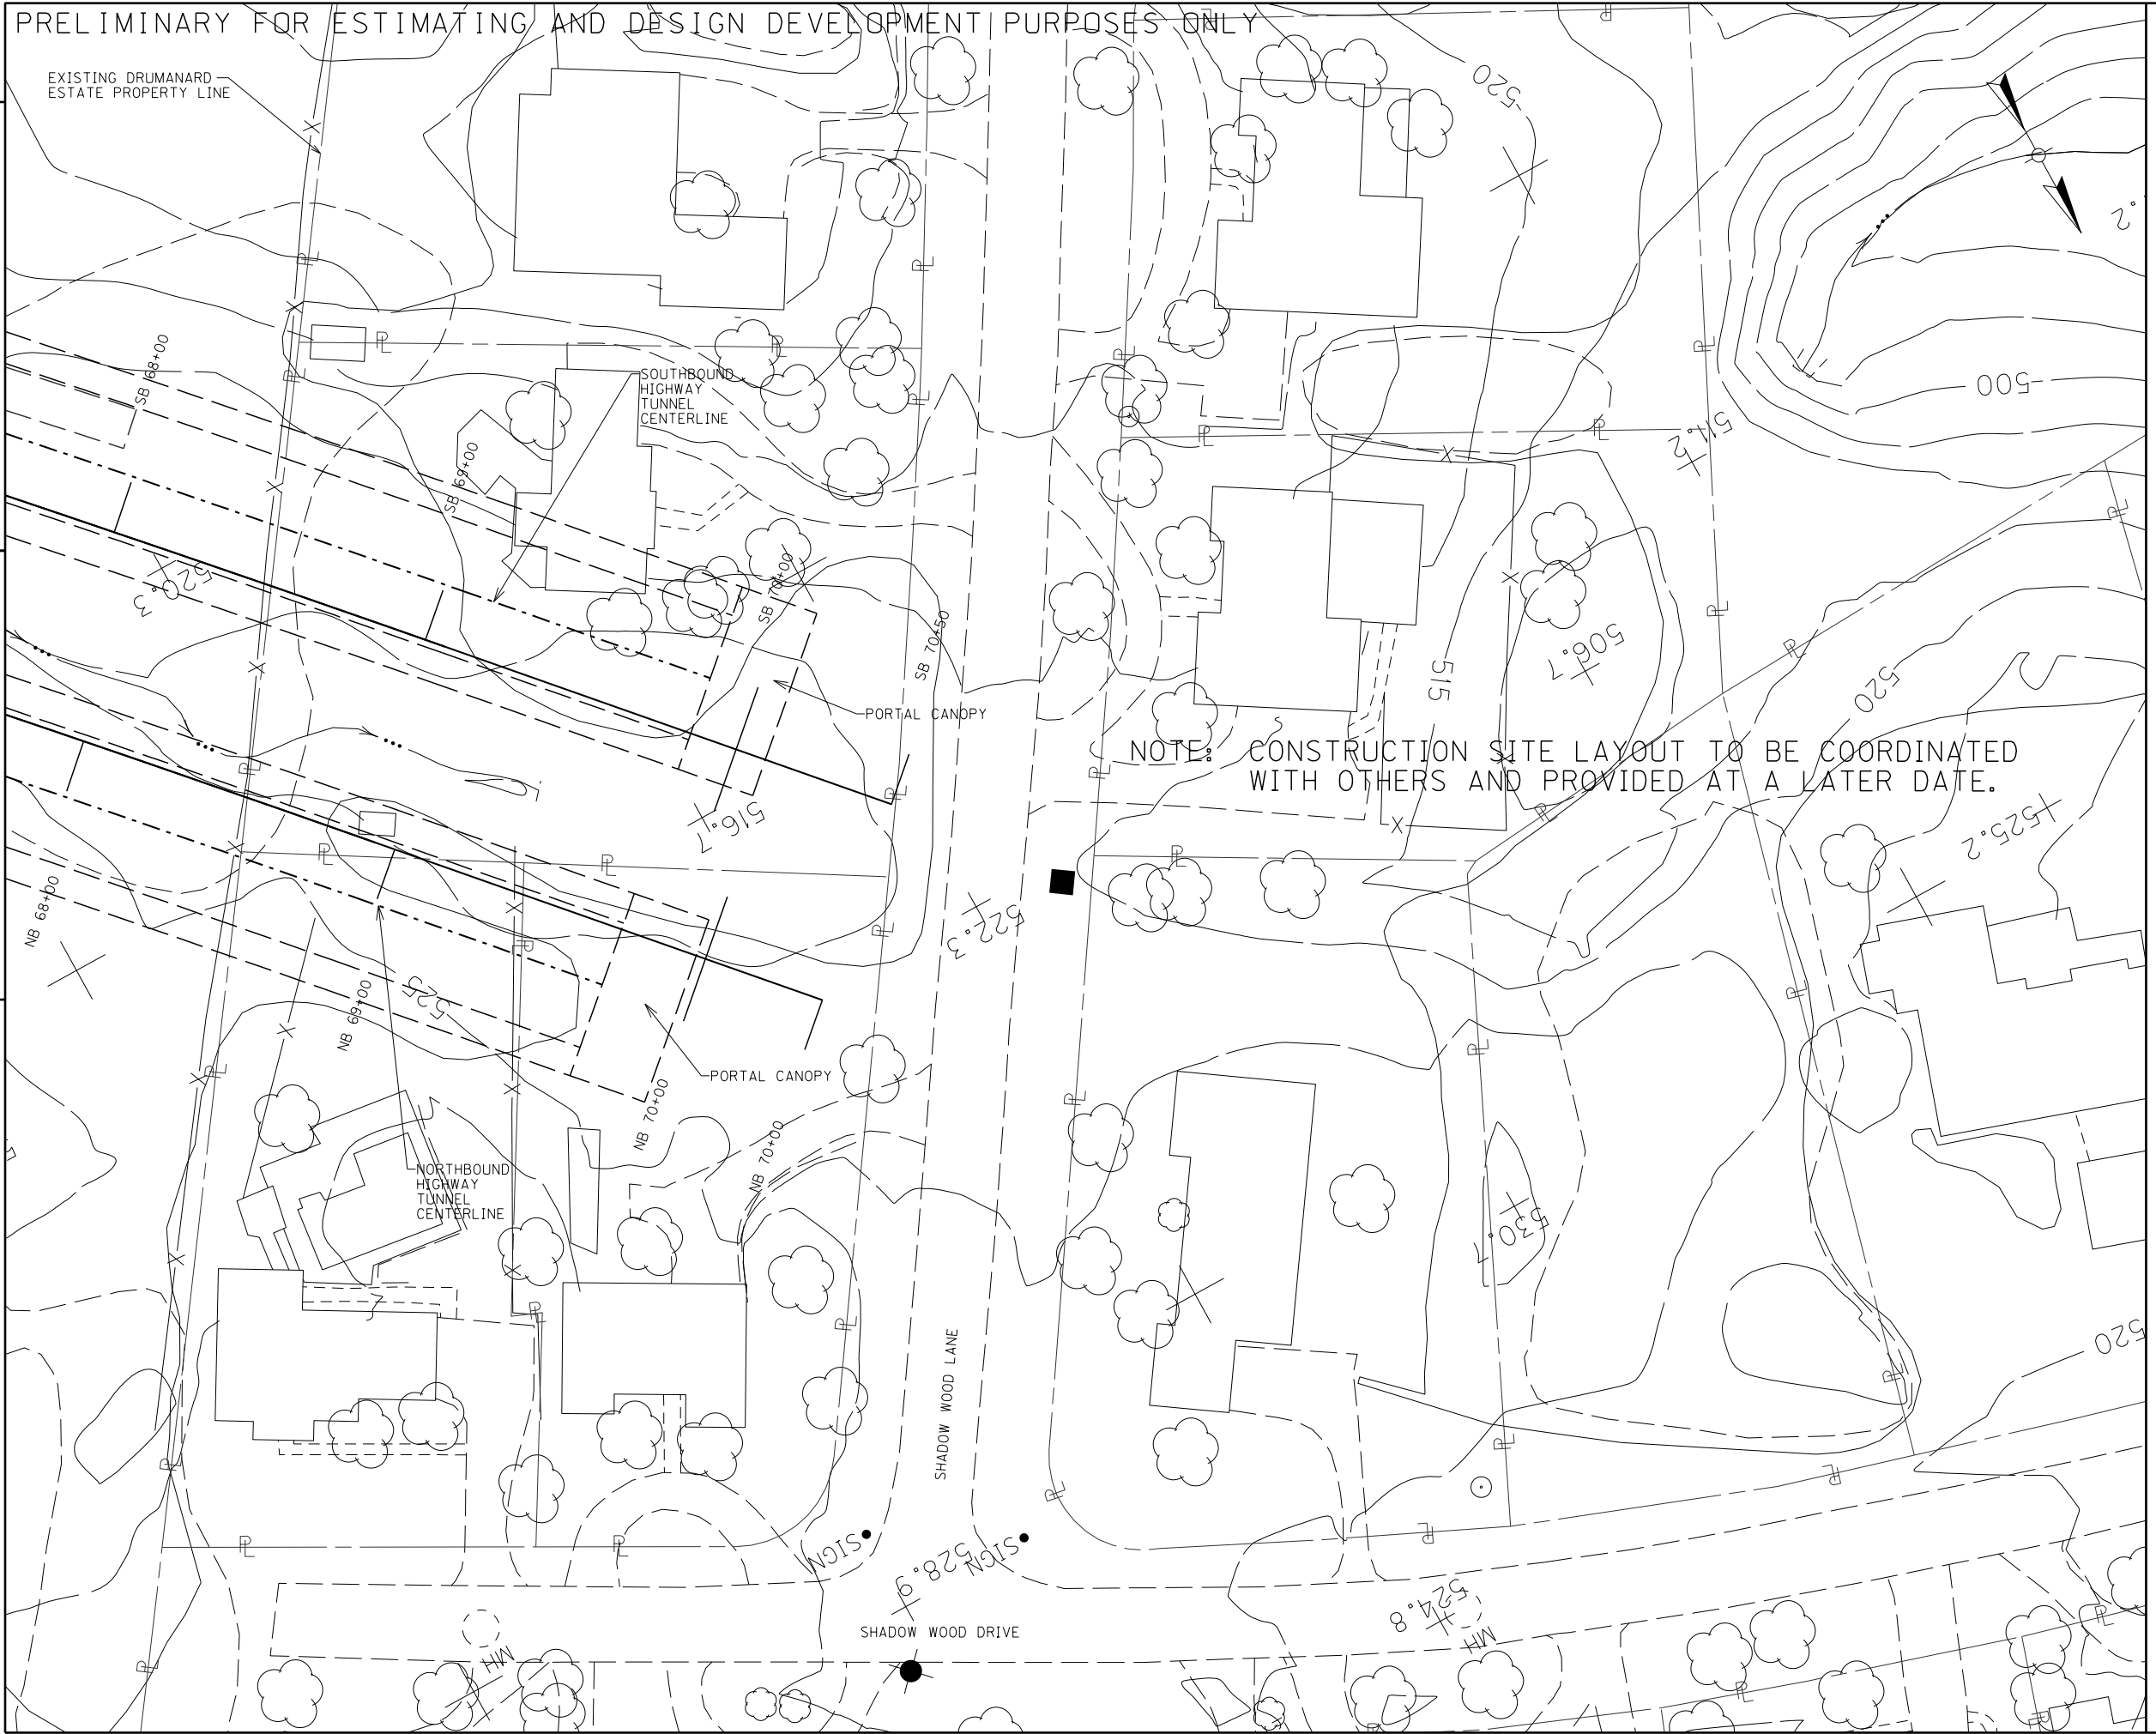 PRELIMINARY FOR ESTIMATING AND DESIGN DEVELOPMENT PURPOSES ONLY
EXISTING DRUMANARD
ESTATE PROPERTY LINE
520
SB 68+00
SOUTHBOUND
HIGHWAY
TUNNEL
CENTERLINE
500
511.2
SB 69+00
523.3
SB 70+00
SB 70+50
506.7
515
520
PORTAL CANOPY
NOTE: CONSTRUCTION SITE LAYOUT TO BE COORDINATED
WITH OTHERS AND PROVIDED AT A LATER DATE.
516.7
525.2
NB 68+00
522.3
NB 69+00
525
PORTAL CANOPY
NB 70+00
NB 70+00
NORTHBOUND
HIGHWAY
TUNNEL
CENTERLINE
530.7
520
SHADOW WOOD LANE
SIGN
SIGN
528.9
524.8
MH
MH
SHADOW WOOD DRIVE